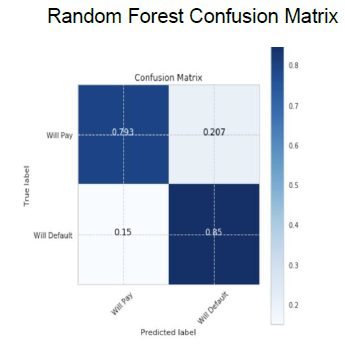 Random Forest Confusion Matrix
Confusion Matrix
True label
Will Pay
0.793
0.207
Will Default
0.15
0.85
Will Pay
Will Default
Predicted label
0.8
0.7
0.6
0.5
0.4
0.3
0.2